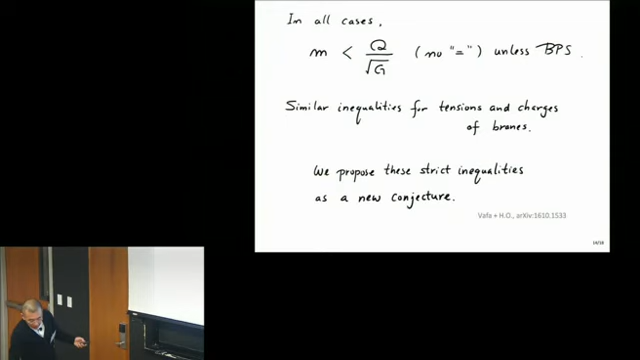 In all cases,
m < Q/√G (no "=") unless BPS.
Similar inequalities for tensions and charges
of branes.
We propose these strict inequalities
as a new conjecture.
Vafa + H.O., arXiv:1610.1533
14/18